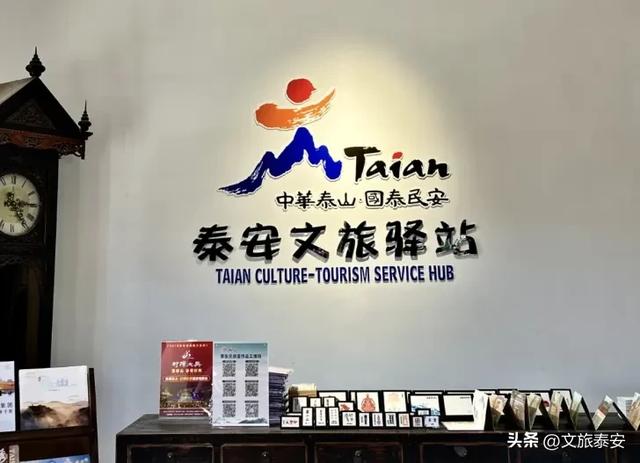 Taian
中華泰山·國泰民安
泰安文旅驿站
TAIAN CULTURE-TOURISM SERVICE HUB
头条 @文旅泰安